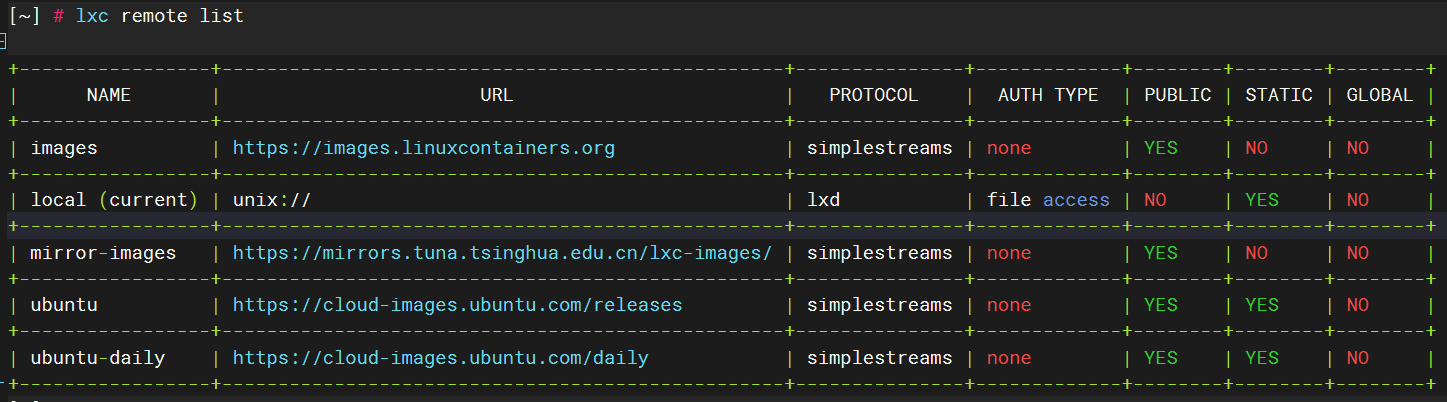 [~] # lxc remote list
+-----------------+--------------------------------------------------+---------------+-------------+--------+--------+--------+
| NAME | URL | PROTOCOL | AUTH TYPE | PUBLIC | STATIC | GLOBAL |
+-----------------+--------------------------------------------------+---------------+-------------+--------+--------+--------+
| images | https://images.linuxcontainers.org | simplestreams | none | YES | NO | NO |
+-----------------+--------------------------------------------------+---------------+-------------+--------+--------+--------+
| local (current) | unix:// | lxd | file access | NO | YES | NO |
+-----------------+--------------------------------------------------+---------------+-------------+--------+--------+--------+
| mirror-images | https://mirrors.tuna.tsinghua.edu.cn/lxc-images/ | simplestreams | none | YES | NO | NO |
+-----------------+--------------------------------------------------+---------------+-------------+--------+--------+--------+
| ubuntu | https://cloud-images.ubuntu.com/releases | simplestreams | none | YES | YES | NO |
+-----------------+--------------------------------------------------+---------------+-------------+--------+--------+--------+
| ubuntu-daily | https://cloud-images.ubuntu.com/daily | simplestreams | none | YES | YES | NO |
+-----------------+--------------------------------------------------+---------------+-------------+--------+--------+--------+